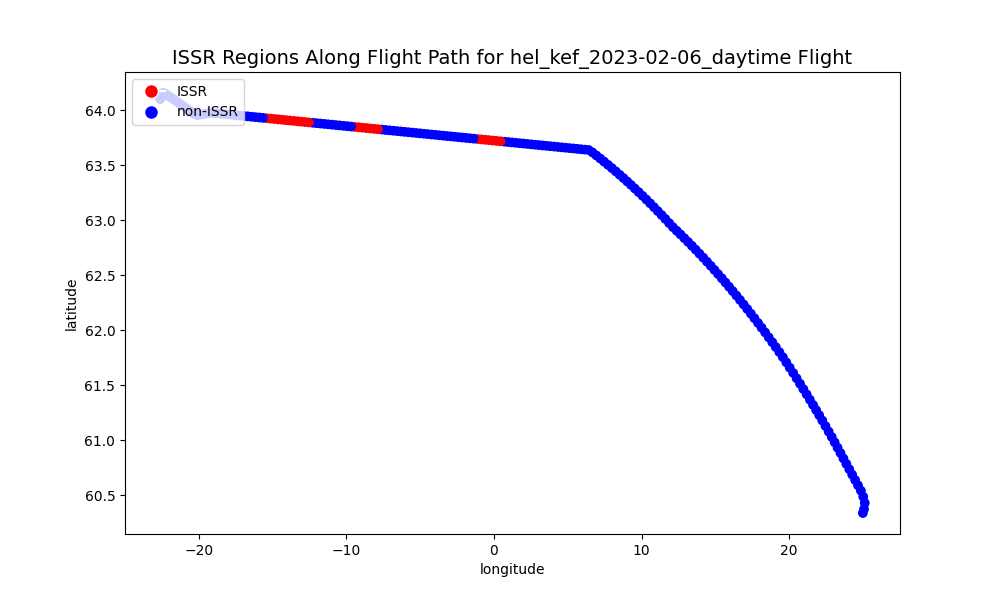 ISSR Regions Along Flight Path for hel_kef_2023-02-06_daytime Flight
ISSR
non-ISSR
64.0
63.5
63.0
62.5
62.0
61.5
61.0
60.5
latitude
−20
−10
0
10
20
longitude